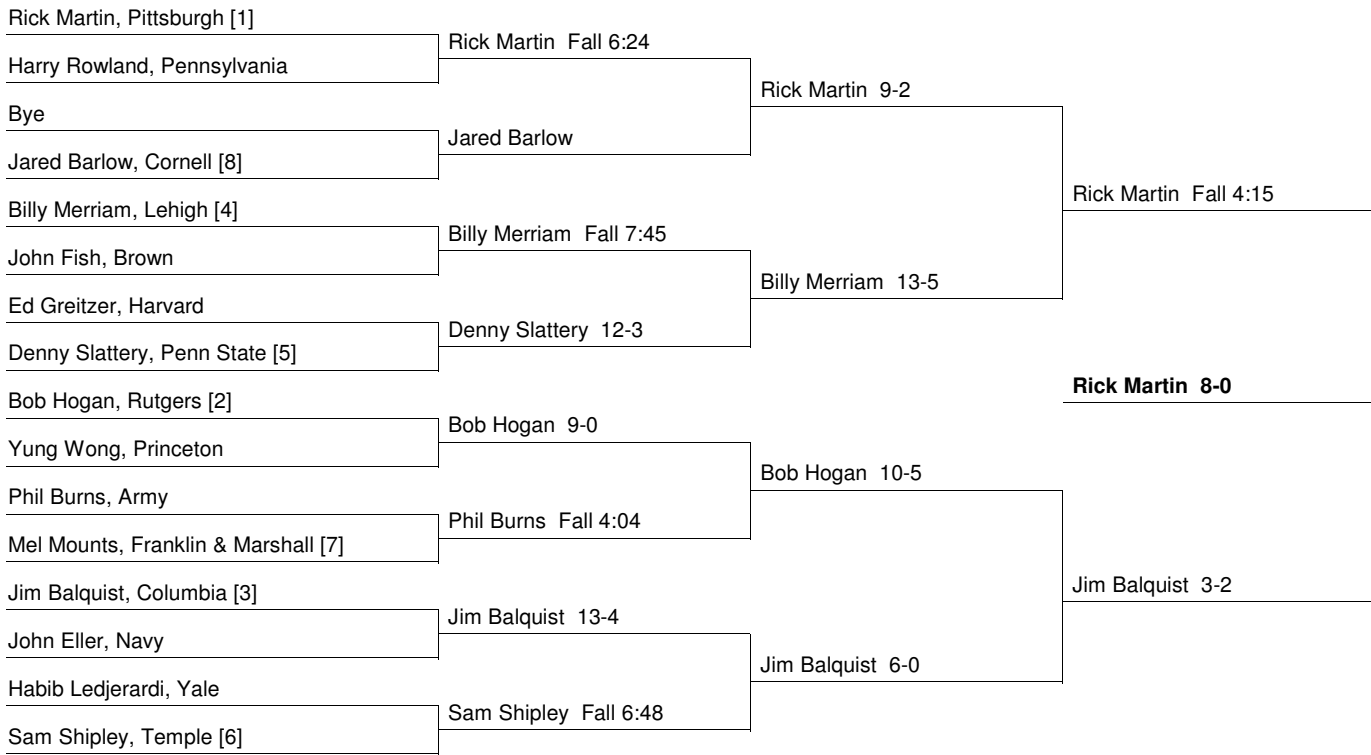 Rick Martin, Pittsburgh [1]
Harry Rowland, Pennsylvania
Bye
Jared Barlow, Cornell [8]
Billy Merriam, Lehigh [4]
John Fish, Brown
Ed Greitzer, Harvard
Denny Slattery, Penn State [5]
Bob Hogan, Rutgers [2]
Yung Wong, Princeton
Phil Burns, Army
Mel Mounts, Franklin & Marshall [7]
Jim Balquist, Columbia [3]
John Eller, Navy
Habib Ledjerardi, Yale
Sam Shipley, Temple [6]
Rick Martin Fall 6:24
Jared Barlow
Billy Merriam Fall 7:45
Denny Slattery 12-3
Bob Hogan 9-0
Phil Burns Fall 4:04
Jim Balquist 13-4
Sam Shipley Fall 6:48
Rick Martin 9-2
Billy Merriam 13-5
Bob Hogan 10-5
Jim Balquist 6-0
Rick Martin Fall 4:15
Rick Martin 8-0
Jim Balquist 3-2